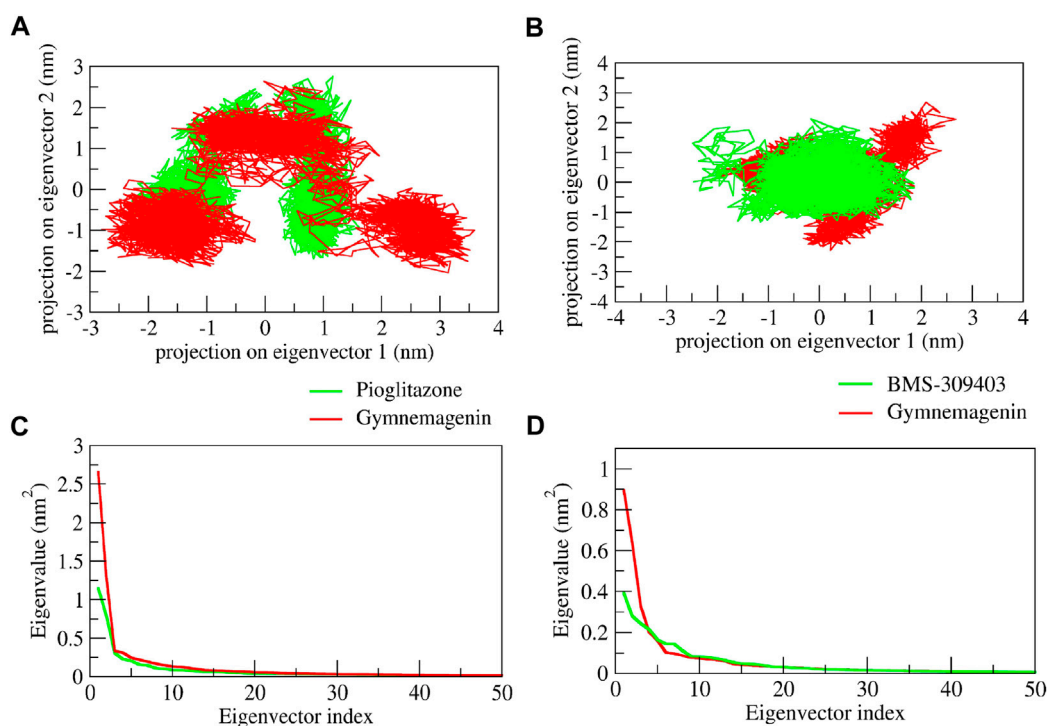 A
B
projection on eigenvector 2 (nm)
3
2
1
0
-1
-2
-3
-3 -2 -1 0 1 2 3 4
projection on eigenvector 1 (nm)
projection on eigenvector 2 (nm)
4
3
2
1
0
-1
-2
-3
-4
-4 -3 -2 -1 0 1 2 3 4
projection on eigenvector 1 (nm)
Pioglitazone
Gymnemagenin
BMS-309403
Gymnemagenin
C
D
Eigenvalue (nm²)
3
2.5
2
1.5
1
0.5
0
0 10 20 30 40 50
Eigenvector index
Eigenvalue (nm²)
1
0.8
0.6
0.4
0.2
0
0 10 20 30 40 50
Eigenvector index